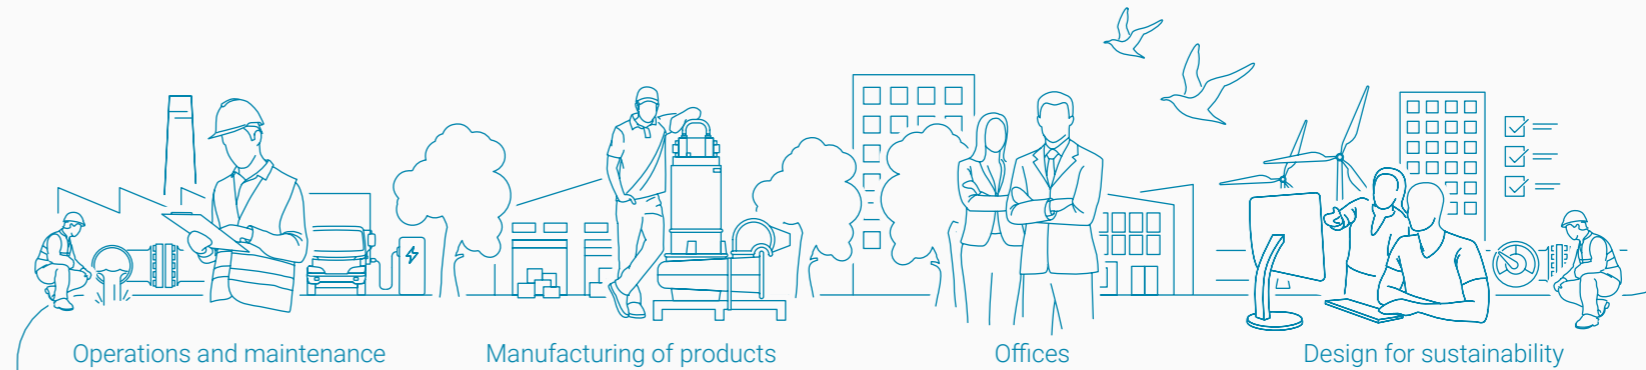 Operations and maintenance
Manufacturing of products
Offices
Design for sustainability